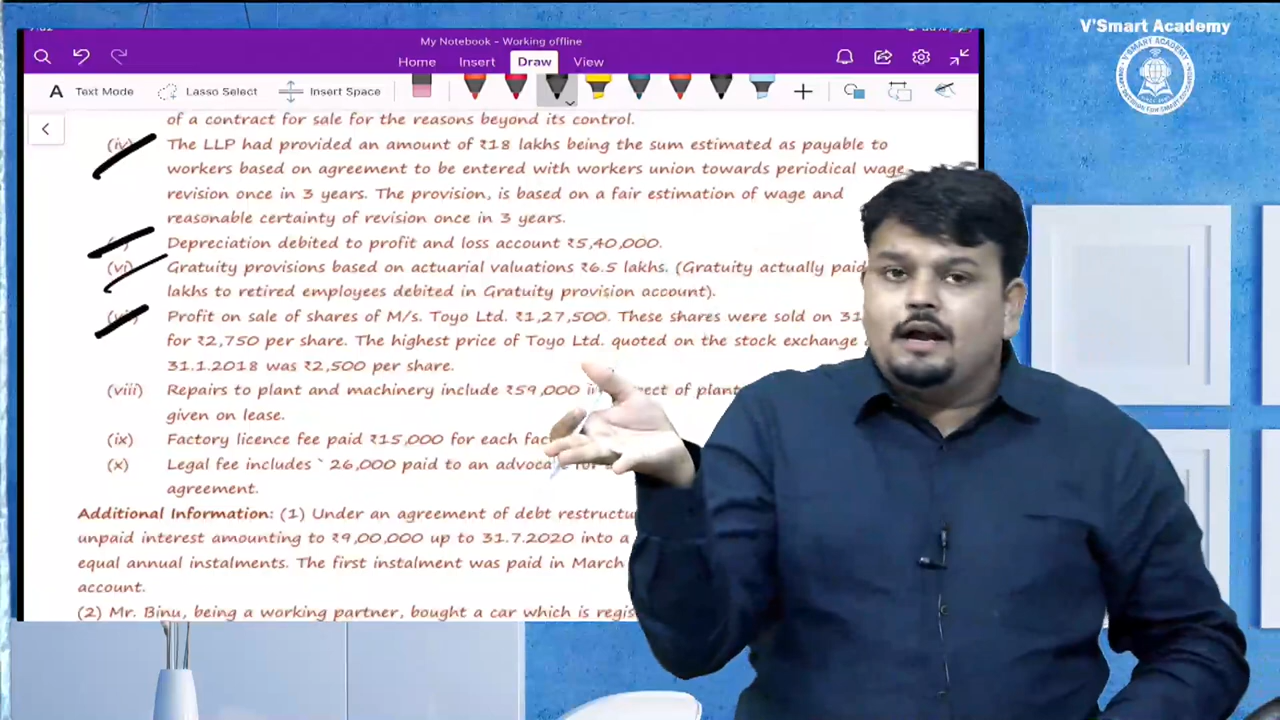 V'Smart Academy
My Notebook - Working offline
Home Insert Draw View
Text Mode Lasso Select Insert Space
of a contract for sale for the reasons beyond its control.
(iv) The LLP had provided an amount of ₹18 lakhs being the sum estimated as payable to
workers based on agreement to be entered with workers union towards periodical wage
revision once in 3 years. The provision, is based on a fair estimation of wage and
reasonable certainty of revision once in 3 years.
Depreciation debited to profit and loss account ₹5,40,000.
(vi) Gratuity provisions based on actuarial valuations ₹6.5 lakhs. (Gratuity actually paid
lakhs to retired employees debited in Gratuity provision account).
Profit on sale of shares of M/s. Toyo Ltd. ₹1,27,500. These shares were sold on 31
for ₹2,750 per share. The highest price of Toyo Ltd. quoted on the stock exchange
31.1.2018 was ₹2,500 per share.
(viii) Repairs to plant and machinery include ₹59,000 in plant
given on lease.
(ix) Factory licence fee paid ₹15,000 for each
(x) Legal fee includes ` 26,000 paid to an
agreement.
Additional Information: (1) Under an agreement of debt
unpaid interest amounting to ₹9,00,000 up to 31.7.2020 into a
equal annual instalments. The first instalment was paid in March
account.
(2) Mr. Binu, being a working partner, bought a car which is